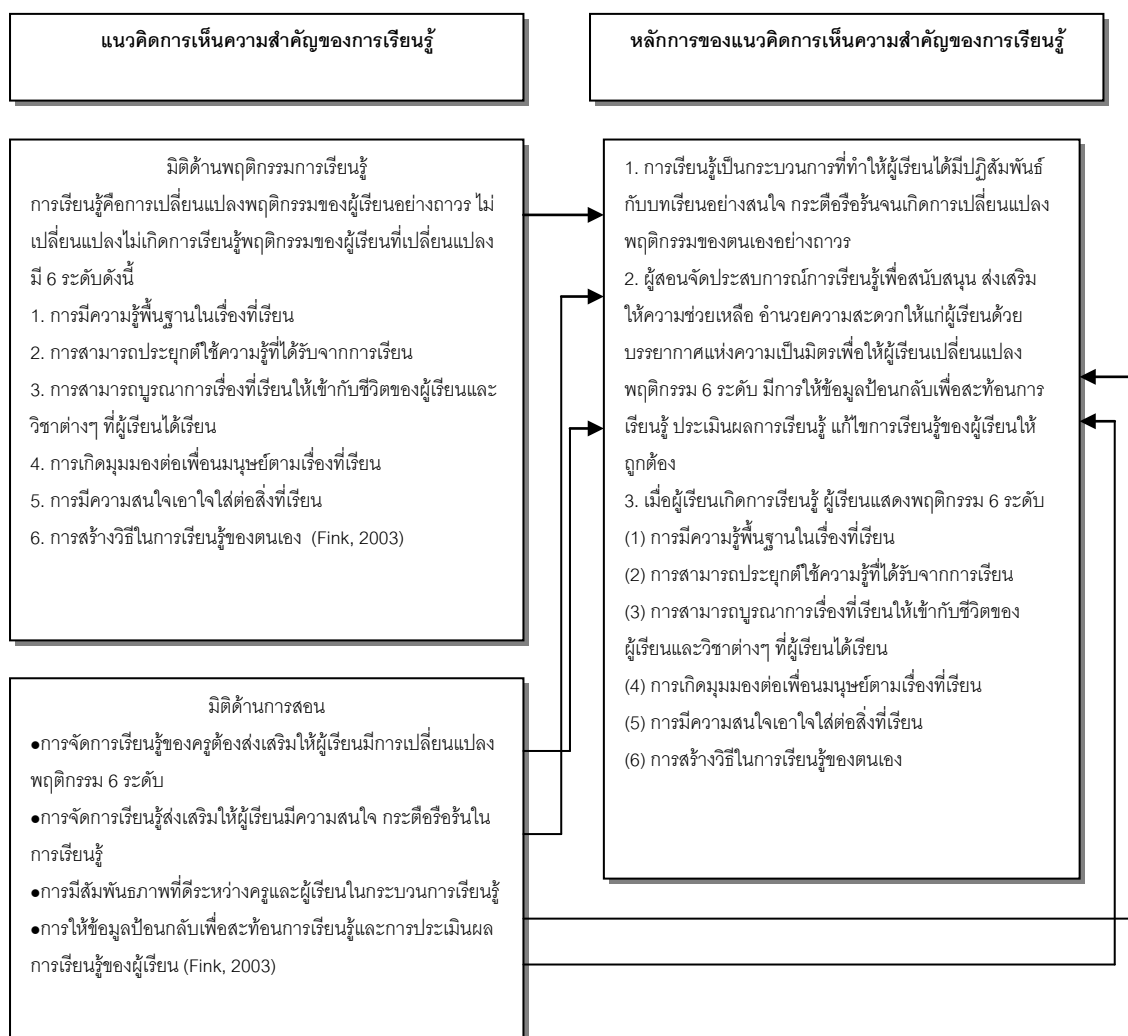 แนวคิดการเห็นความสำคัญของการเรียนรู้
หลักการของแนวคิดการเห็นความสำคัญของการเรียนรู้
มิติด้านพฤติกรรมการเรียนรู้
การเรียนรู้คือการเปลี่ยนแปลงพฤติกรรมของผู้เรียนอย่างถาวร ไม่
เปลี่ยนแปลงไม่เกิดการเรียนรู้พฤติกรรมของผู้เรียนที่เปลี่ยนแปลง
มี 6 ระดับดังนี้
1. การมีความรู้พื้นฐานในเรื่องที่เรียน
2. การสามารถประยุกต์ใช้ความรู้ที่ได้รับจากการเรียน
3. การสามารถบูรณาการเรื่องที่เรียนให้เข้ากับชีวิตของผู้เรียนและ
วิชาต่างๆ ที่ผู้เรียนได้เรียน
4. การเกิดมุมมองต่อเพื่อนมนุษย์ตามเรื่องที่เรียน
5. การมีความสนใจเอาใจใส่ต่อสิ่งที่เรียน
6. การสร้างวิธีในการเรียนรู้ของตนเอง (Fink, 2003)
มิติด้านการสอน
●การจัดการเรียนรู้ของครูต้องส่งเสริมให้ผู้เรียนมีการเปลี่ยนแปลง
พฤติกรรม 6 ระดับ
●การจัดการเรียนรู้ส่งเสริมให้ผู้เรียนมีความสนใจ กระตือรือร้นใน
การเรียนรู้
●การมีสัมพันธภาพที่ดีระหว่างครูและผู้เรียนในกระบวนการเรียนรู้
●การให้ข้อมูลป้อนกลับเพื่อสะท้อนการเรียนรู้และการประเมินผล
การเรียนรู้ของผู้เรียน (Fink, 2003)
1. การเรียนรู้เป็นกระบวนการที่ทำให้ผู้เรียนได้มีปฏิสัมพันธ์
กับบทเรียนอย่างสนใจ กระตือรือร้นจนเกิดการเปลี่ยนแปลง
พฤติกรรมของตนเองอย่างถาวร
2. ผู้สอนจัดประสบการณ์การเรียนรู้เพื่อสนับสนุน ส่งเสริม
ให้ความช่วยเหลือ อำนวยความสะดวกให้แก่ผู้เรียนด้วย
บรรยากาศแห่งความเป็นมิตรเพื่อให้ผู้เรียนเปลี่ยนแปลง
พฤติกรรม 6 ระดับ มีการให้ข้อมูลป้อนกลับเพื่อสะท้อนการ
เรียนรู้ ประเมินผลการเรียนรู้ แก้ไขการเรียนรู้ของผู้เรียนให้
ถูกต้อง
3. เมื่อผู้เรียนเกิดการเรียนรู้ ผู้เรียนแสดงพฤติกรรม 6 ระดับ
(1) การมีความรู้พื้นฐานในเรื่องที่เรียน
(2) การสามารถประยุกต์ใช้ความรู้ที่ได้รับจากการเรียน
(3) การสามารถบูรณาการเรื่องที่เรียนให้เข้ากับชีวิตของ
ผู้เรียนและวิชาต่างๆ ที่ผู้เรียนได้เรียน
(4) การเกิดมุมมองต่อเพื่อนมนุษย์ตามเรื่องที่เรียน
(5) การมีความสนใจเอาใจใส่ต่อสิ่งที่เรียน
(6) การสร้างวิธีในการเรียนรู้ของตนเอง